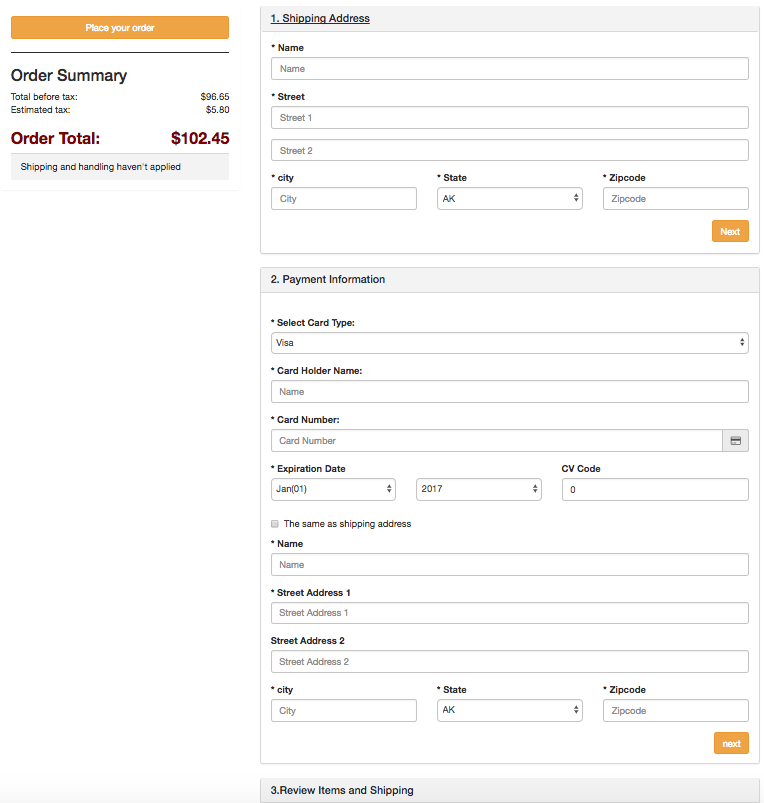 Place your order
Order Summary
Total before tax: $96.65
Estimated tax: $5.80
Order Total: $102.45
Shipping and handling haven't applied
1. Shipping Address
* Name
Name
* Street
Street 1
Street 2
* city * State * Zipcode
City AK Zipcode
Next
2. Payment Information
* Select Card Type:
Visa
* Card Holder Name:
Name
* Card Number:
Card Number
* Expiration Date CV Code
Jan(01) 2017 0
The same as shipping address
* Name
Name
* Street Address 1
Street Address 1
Street Address 2
Street Address 2
* city * State * Zipcode
City AK Zipcode
next
3.Review Items and Shipping